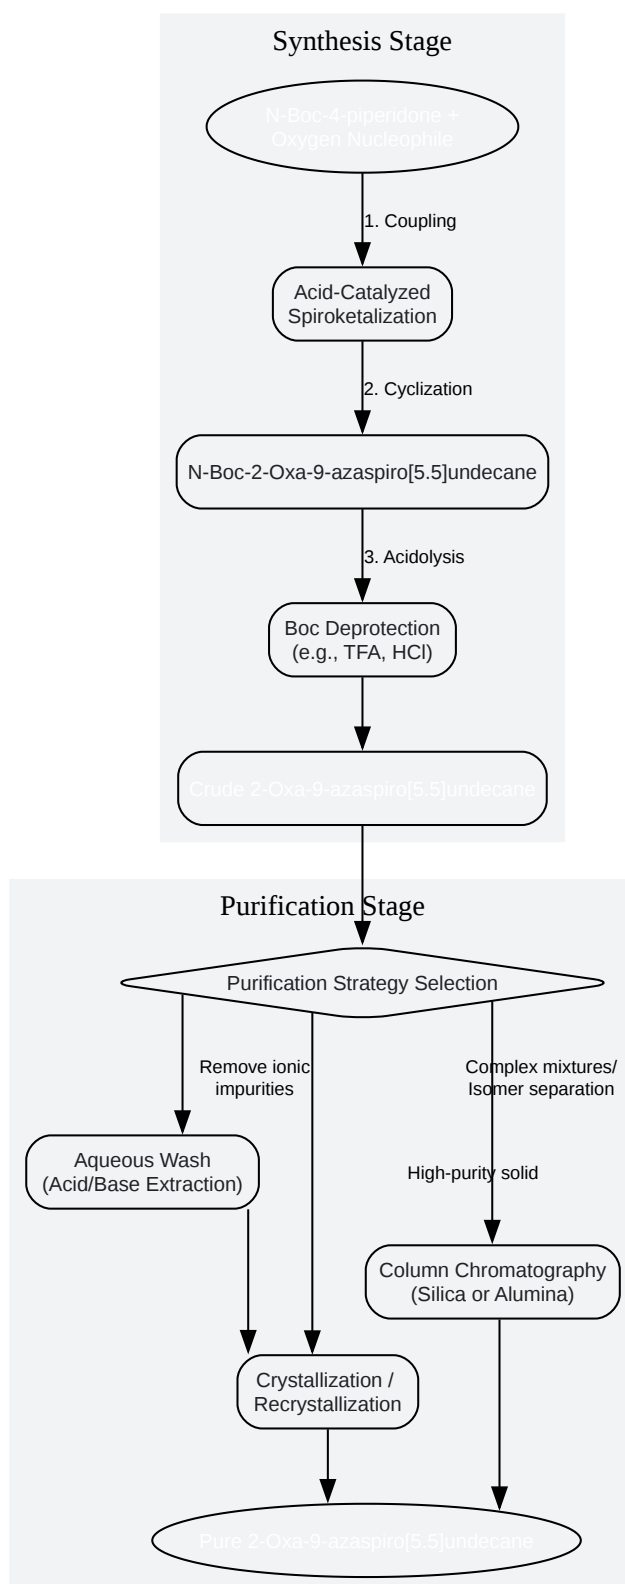 Synthesis Stage
N-Boc-4-piperidone +
Oxygen Nucleophile
1. Coupling
Acid-Catalyzed
Spiroketalization
2. Cyclization
N-Boc-2-Oxa-9-azaspiro[5.5]undecane
3. Acidolysis
Boc Deprotection
(e.g., TFA, HCl)
Crude 2-Oxa-9-azaspiro[5.5]undecane
Purification Stage
Purification Strategy Selection
Remove ionic
impurities
Complex mixtures/
Isomer separation
Aqueous Wash
(Acid/Base Extraction)
High-purity solid
Column Chromatography
(Silica or Alumina)
Crystallization /
Recrystallization
Pure 2-Oxa-9-azaspiro[5.5]undecane